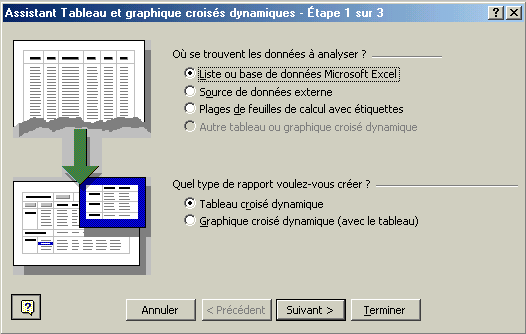 Assistant Tableau et graphique croisés dynamiques - Étape 1 sur 3
Où se trouvent les données à analyser ?
Liste ou base de données Microsoft Excel
Source de données externe
Plages de feuilles de calcul avec étiquettes
Autre tableau ou graphique croisé dynamique
Quel type de rapport voulez-vous créer ?
Tableau croisé dynamique
Graphique croisé dynamique (avec le tableau)
Annuler
< Précédent
Suivant >
Terminer